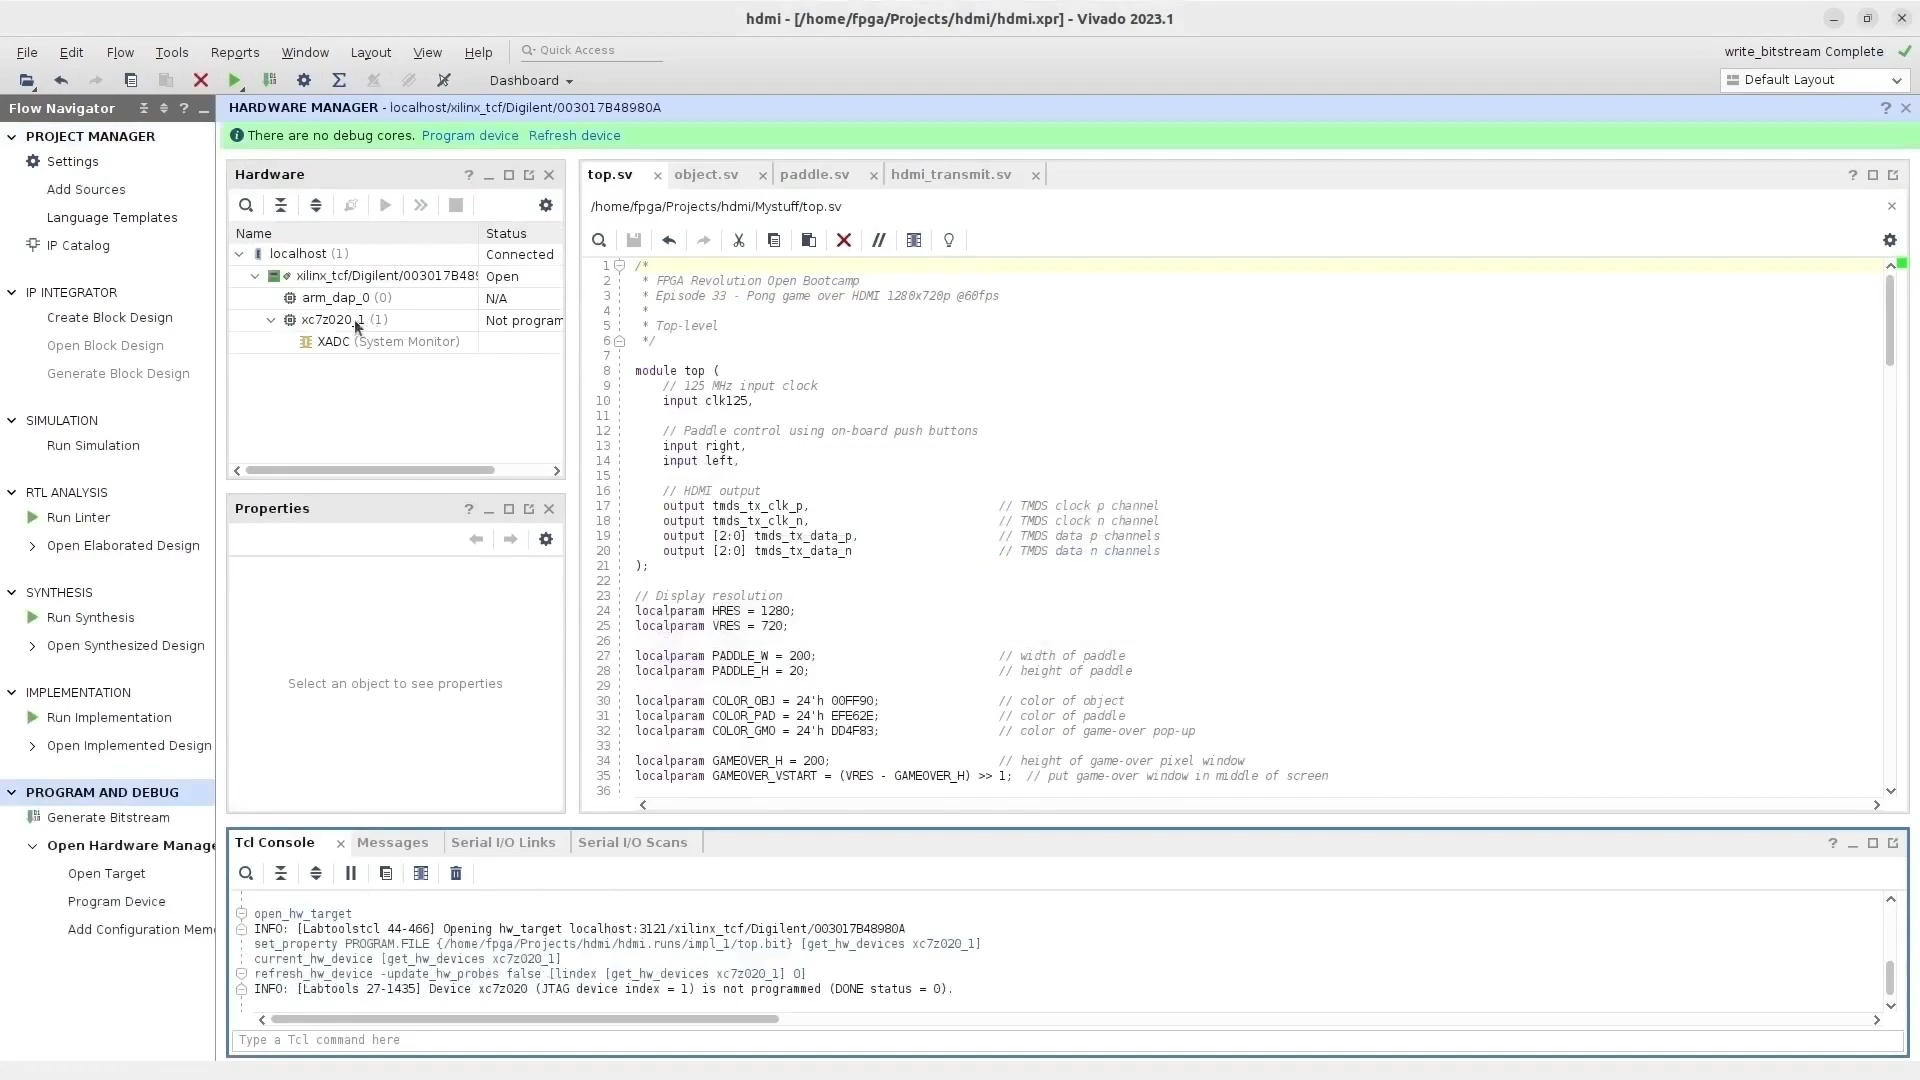 hdmi - [/home/fpga/Projects/hdmi/hdmi.xpr] - Vivado 2023.1
File Edit Flow Tools Reports Window Layout View Help Quick Access
write_bitstream Complete
Dashboard
Default Layout
Flow Navigator
PROJECT MANAGER
Settings
Add Sources
Language Templates
IP Catalog
IP INTEGRATOR
Create Block Design
Open Block Design
Generate Block Design
SIMULATION
Run Simulation
RTL ANALYSIS
Run Linter
Open Elaborated Design
SYNTHESIS
Run Synthesis
Open Synthesized Design
IMPLEMENTATION
Run Implementation
Open Implemented Design
PROGRAM AND DEBUG
Generate Bitstream
Open Hardware Manage
Open Target
Program Device
Add Configuration Mem
HARDWARE MANAGER - localhost/xilinx_tcf/Digilent/003017B48980A
There are no debug cores. Program device Refresh device
Hardware
Name Status
localhost (1) Connected
xilinx_tcf/Digilent/003017B489 Open
arm_dap_0 (0) N/A
xc7z020_1 (1) Not program
XADC (System Monitor)
Properties
Select an object to see properties
top.sv object.sv paddle.sv hdmi_transmit.sv
/home/fpga/Projects/hdmi/Mystuff/top.sv
1 /*
2 * FPGA Revolution Open Bootcamp
3 * Episode 33 - Pong game over HDMI 1280x720p @60fps
4 *
5 * Top-level
6 */
7
8 module top (
9 // 125 MHz input clock
10 input clk125,
11
12 // Paddle control using on-board push buttons
13 input right,
14 input left,
15
16 // HDMI output
17 output tmds_tx_clk_p, // TMDS clock p channel
18 output tmds_tx_clk_n, // TMDS clock n channel
19 output [2:0] tmds_tx_data_p, // TMDS data p channels
20 output [2:0] tmds_tx_data_n // TMDS data n channels
21 );
22
23 // Display resolution
24 localparam HRES = 1280;
25 localparam VRES = 720;
26
27 localparam PADDLE_W = 200; // width of paddle
28 localparam PADDLE_H = 20; // height of paddle
29
30 localparam COLOR_OBJ = 24'h 00FF90; // color of object
31 localparam COLOR_PAD = 24'h EFE62E; // color of paddle
32 localparam COLOR_GMO = 24'h DD4F83; // color of game-over pop-up
33
34 localparam GAMEOVER_H = 200; // height of game-over pixel window
35 localparam GAMEOVER_VSTART = (VRES - GAMEOVER_H) >> 1; // put game-over window in middle of screen
36
Tcl Console Messages Serial I/O Links Serial I/O Scans
open_hw_target
INFO: [Labtoolstcl 44-466] Opening hw_target localhost:3121/xilinx_tcf/Digilent/003017B48980A
set_property PROGRAM.FILE {/home/fpga/Projects/hdmi/hdmi.runs/impl_1/top.bit} [get_hw_devices xc7z020_1]
current_hw_device [get_hw_devices xc7z020_1]
refresh_hw_device -update_hw_probes false [lindex [get_hw_devices xc7z020_1] 0]
INFO: [Labtools 27-1435] Device xc7z020 (JTAG device index = 1) is not programmed (DONE status = 0).
Type a Tcl command here